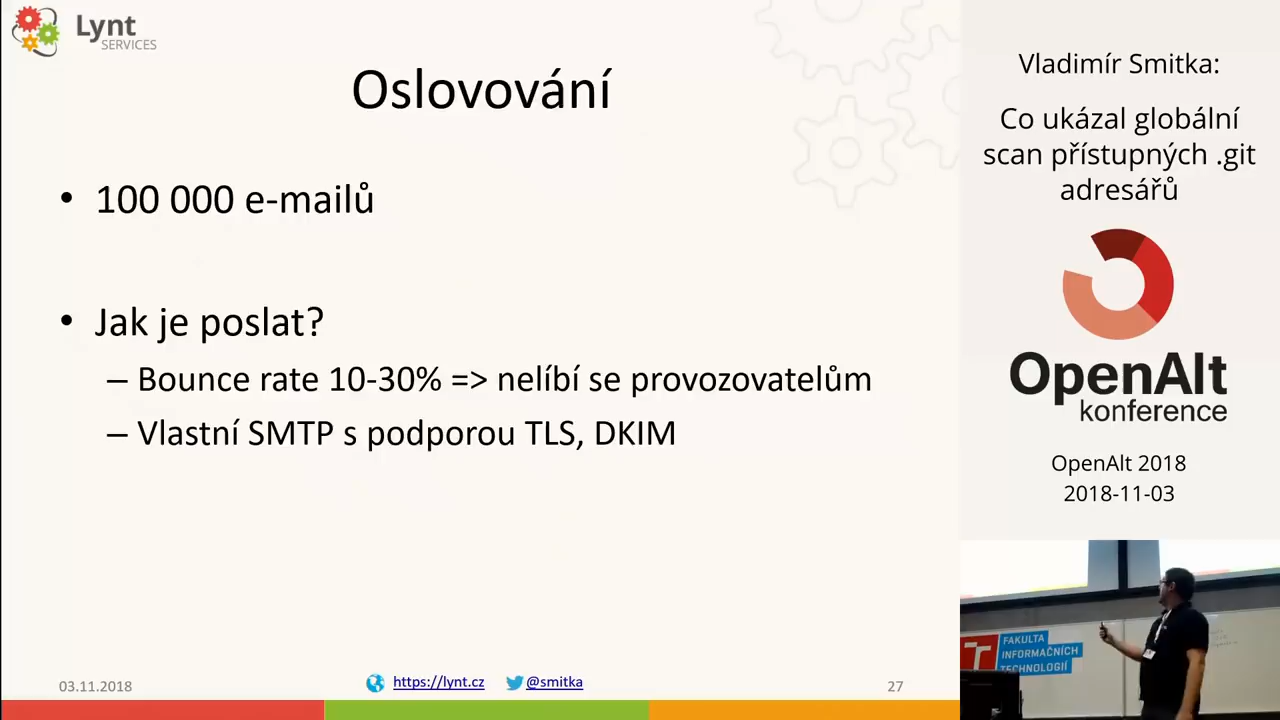 Lynt
SERVICES
Oslovování
• 100 000 e-mailů
• Jak je poslat?
– Bounce rate 10-30% => nelíbí se provozovatelům
– Vlastní SMTP s podporou TLS, DKIM
03.11.2018
https://lynt.cz
@smitka
27
Vladimír Smitka:
Co ukázal globální
scan přístupných .git
adresářů
OpenAlt
konference
OpenAlt 2018
2018-11-03
FAKULTA
INFORMAČNÍCH
TECHNOLOGIÍ